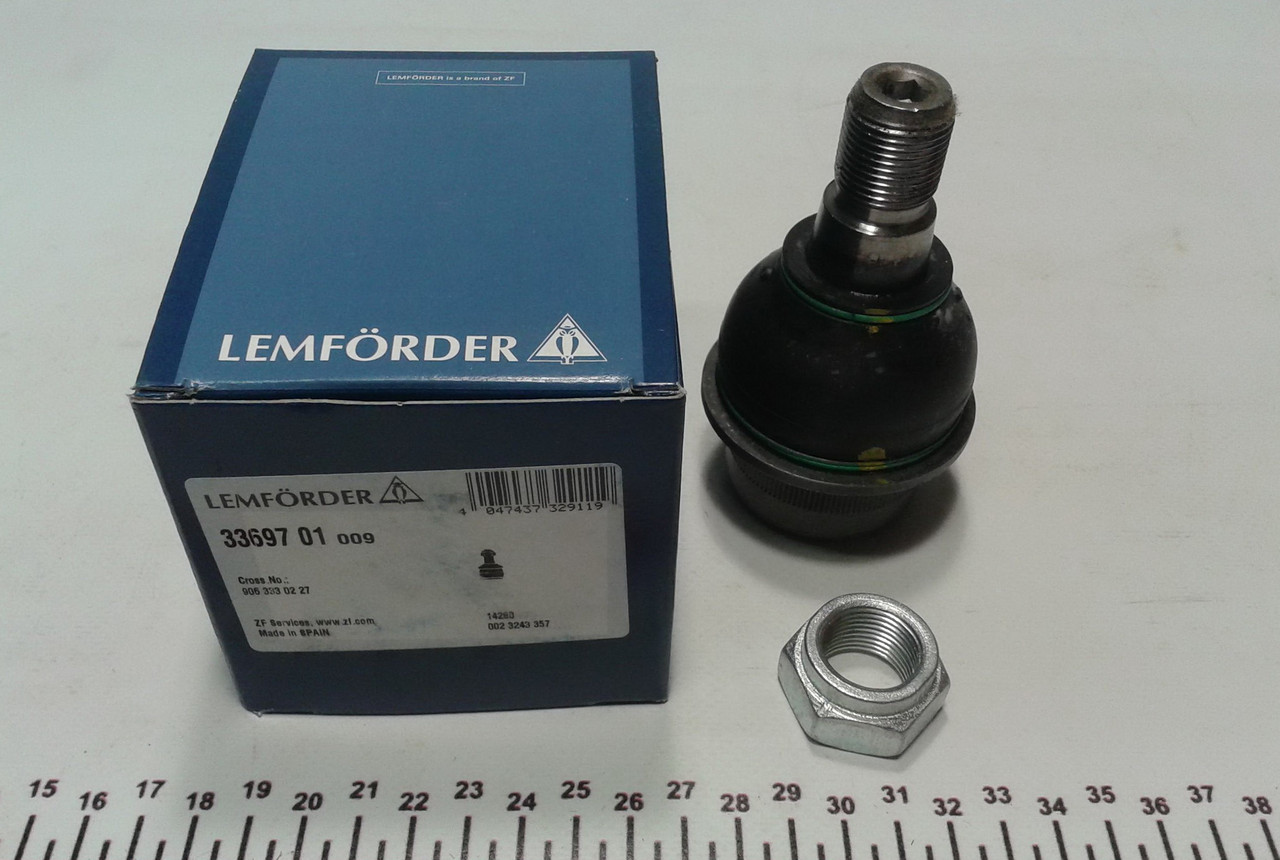 LEMFÖRDER is a brand of ZF
LEMFÖRDER
LEMFÖRDER
4 047437 329119
33697 01 009
Cross No.:
906 333 02 27
ZF Services, www.zf.com
Made in SPAIN
14280
002 3243 357
15 16 17 18 19 20 21 22 23 24 25 26 27 28 29 30 31 32 33 34 35 36 37 38